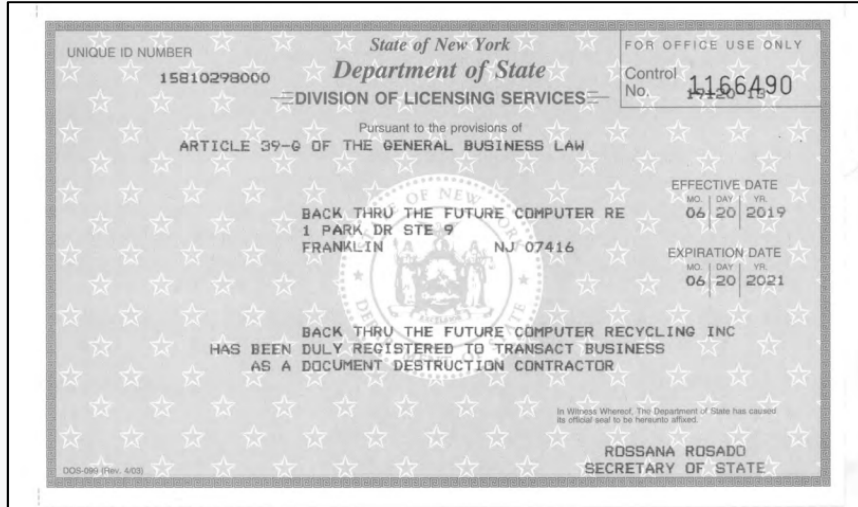 UNIQUE ID NUMBER
15810298000
State of New York
Department of State
DIVISION OF LICENSING SERVICES
FOR OFFICE USE ONLY
Control
No. 1166490
Pursuant to the provisions of
ARTICLE 39-G OF THE GENERAL BUSINESS LAW
EFFECTIVE DATE
MO. DAY YR.
06 20 2019
BACK THRU THE FUTURE COMPUTER RE
1 PARK DR STE 9
FRANKLIN NJ 07416
EXPIRATION DATE
MO. DAY YR.
06 20 2021
BACK THRU THE FUTURE COMPUTER RECYCLING INC
HAS BEEN DULY REGISTERED TO TRANSACT BUSINESS
AS A DOCUMENT DESTRUCTION CONTRACTOR
In Witness Whereof, The Department of State has caused
its official seal to be hereunto affixed.
ROSSANA ROSADO
SECRETARY OF STATE
DOS-099 (Rev. 4/03)